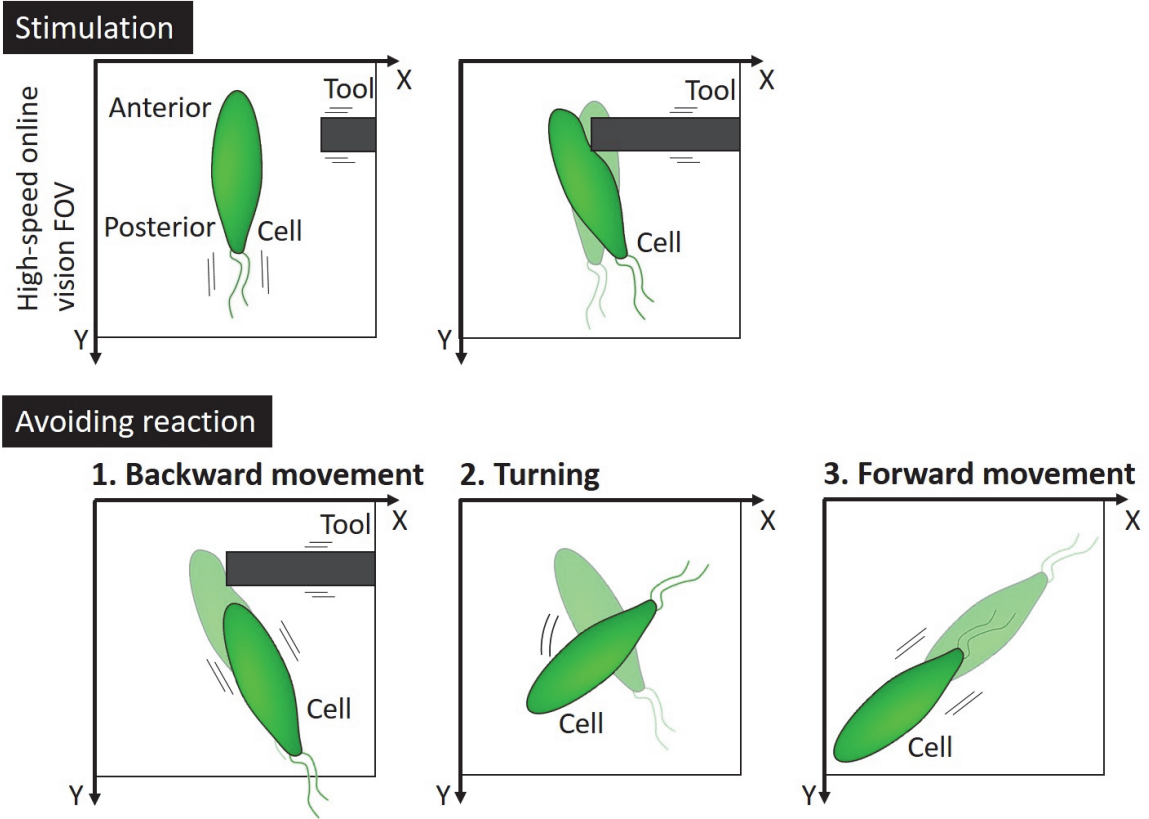 Stimulation
High-speed online
vision FOV
X
Y
Anterior
Posterior
Cell
Tool
X
Y
Tool
Cell
Avoiding reaction
1. Backward movement
X
Y
Tool
Cell
2. Turning
X
Y
Cell
3. Forward movement
X
Y
Cell